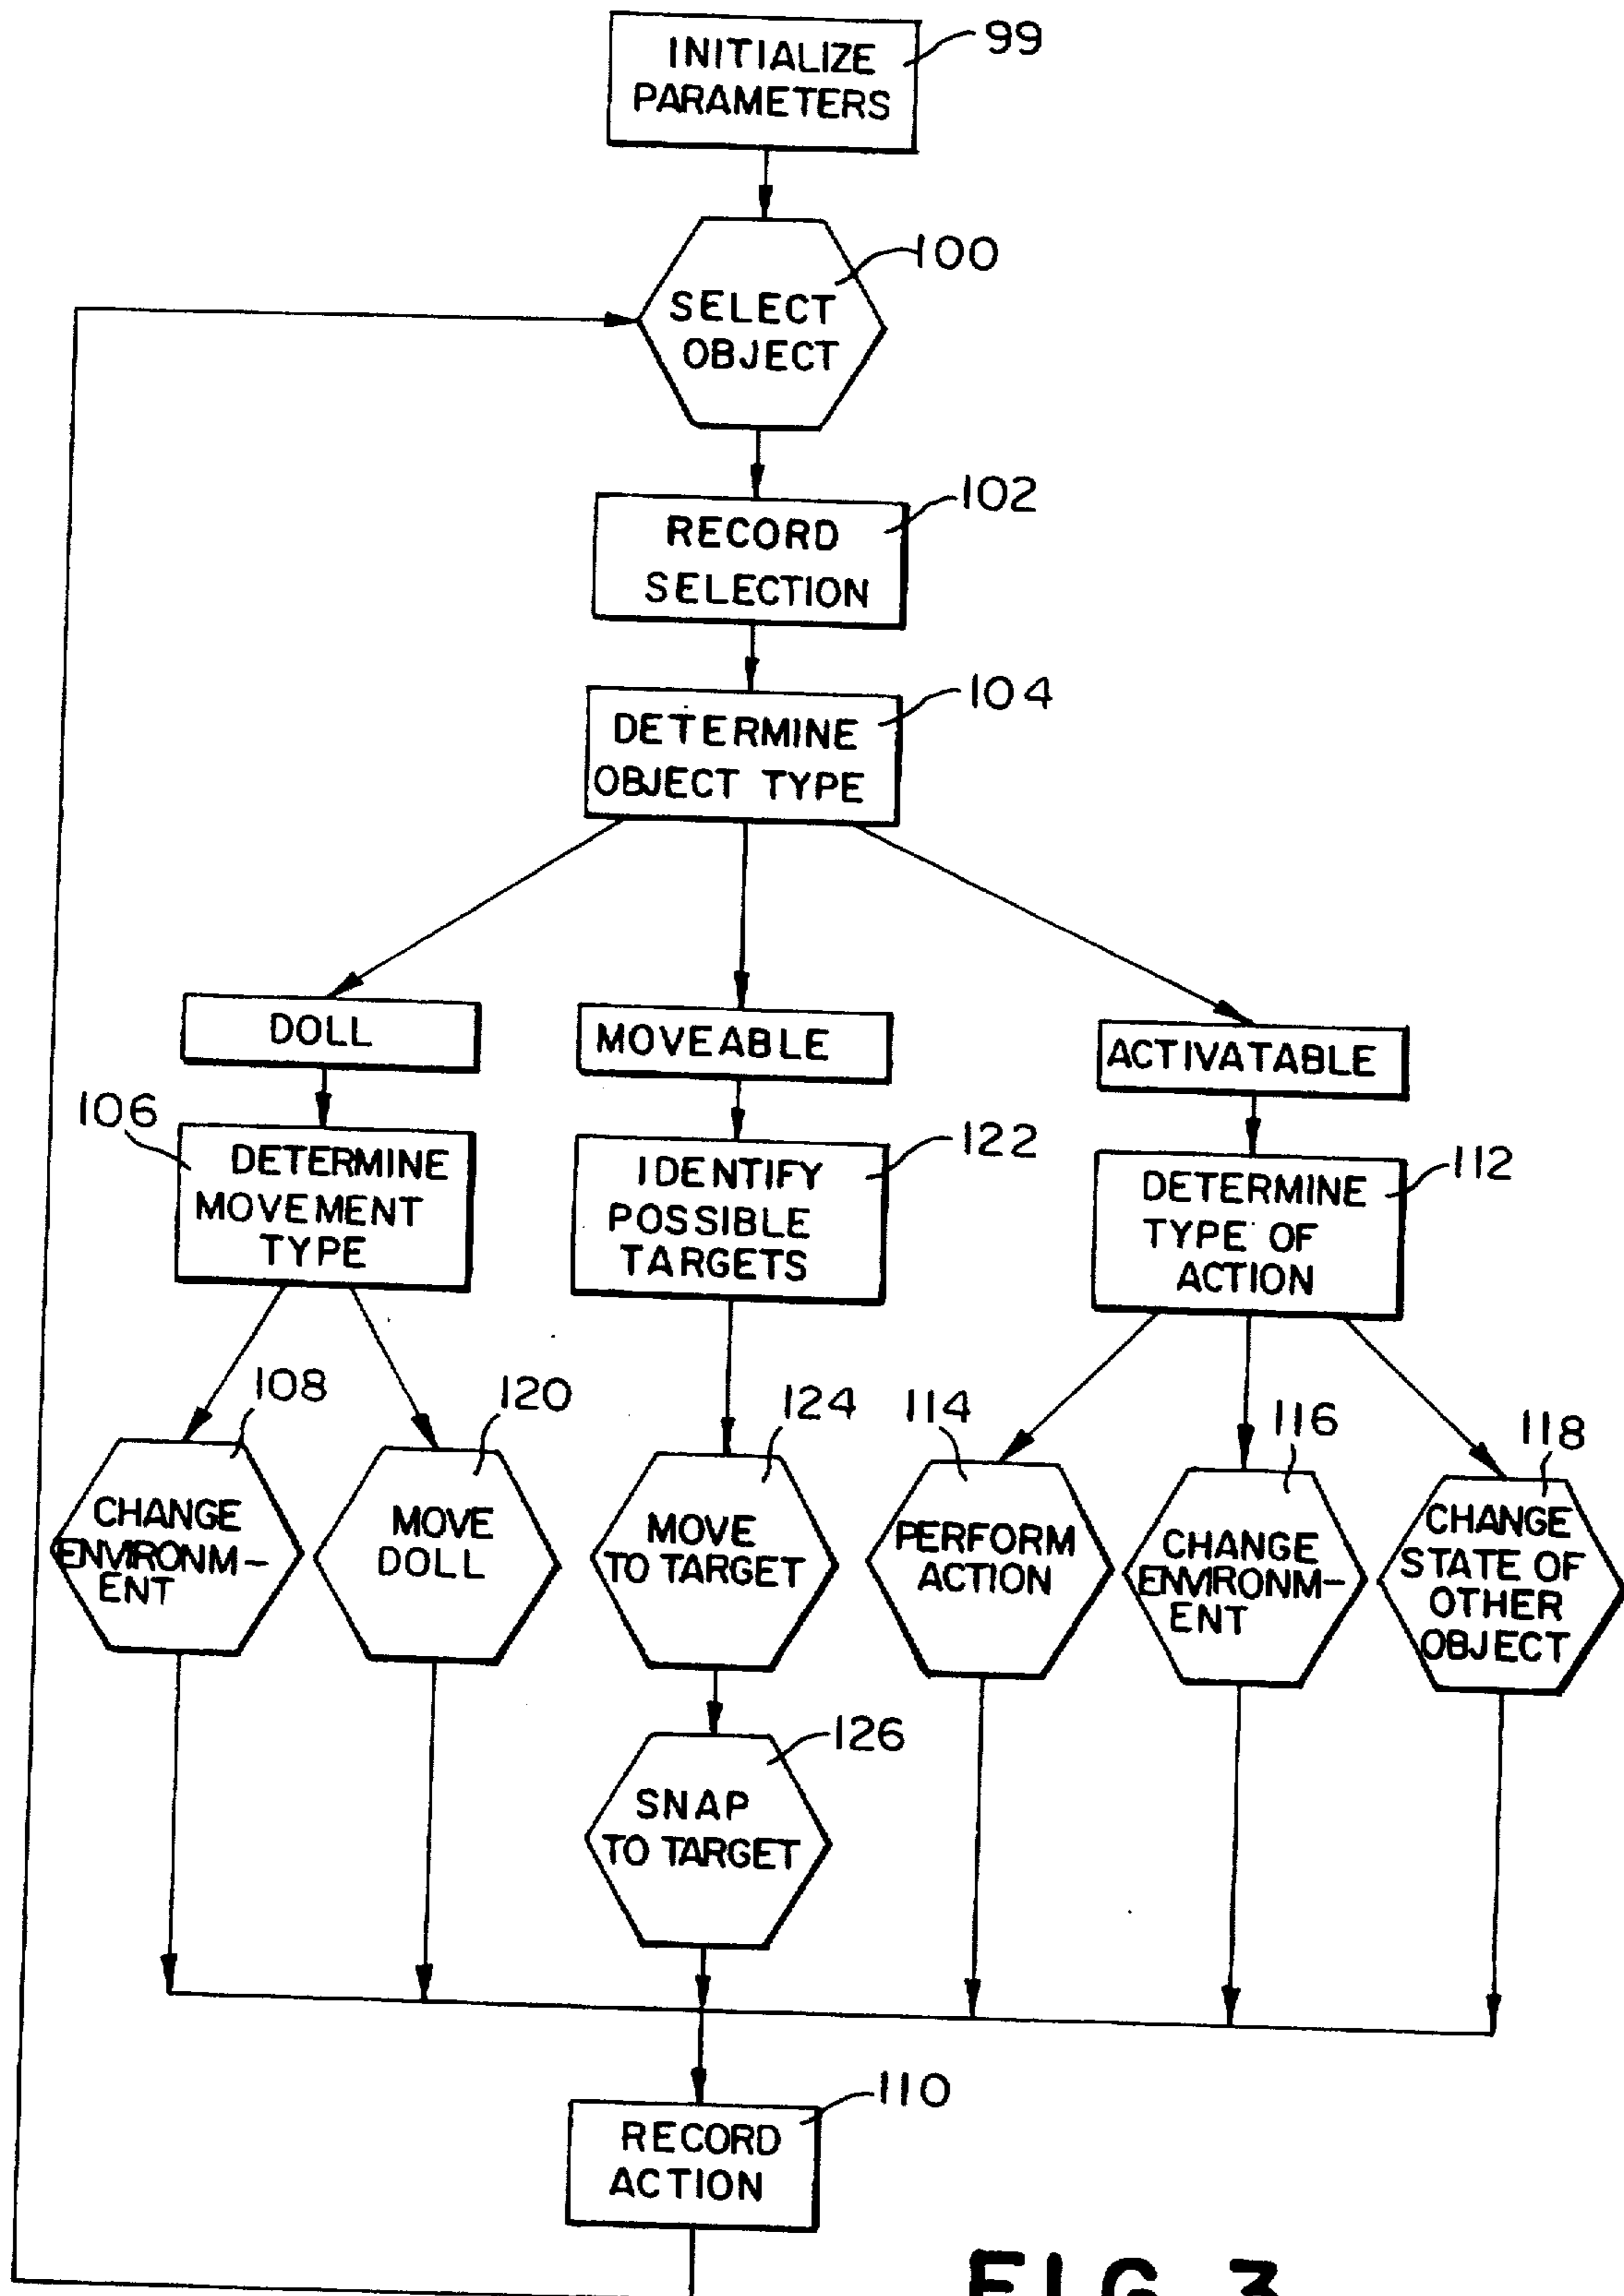 INITIALIZE
PARAMETERS
99
SELECT
OBJECT
100
RECORD
SELECTION
102
DETERMINE
OBJECT TYPE
104
DOLL
MOVEABLE
ACTIVATABLE
106
DETERMINE
MOVEMENT
TYPE
IDENTIFY
POSSIBLE
TARGETS
122
DETERMINE
TYPE OF
ACTION
112
108
CHANGE
ENVIRONM-
ENT
120
MOVE
DOLL
124
MOVE
TO TARGET
114
PERFORM
ACTION
116
CHANGE
ENVIRONM-
ENT
118
CHANGE
STATE OF
OTHER
OBJECT
126
SNAP
TO TARGET
110
RECORD
ACTION
FIG. 3